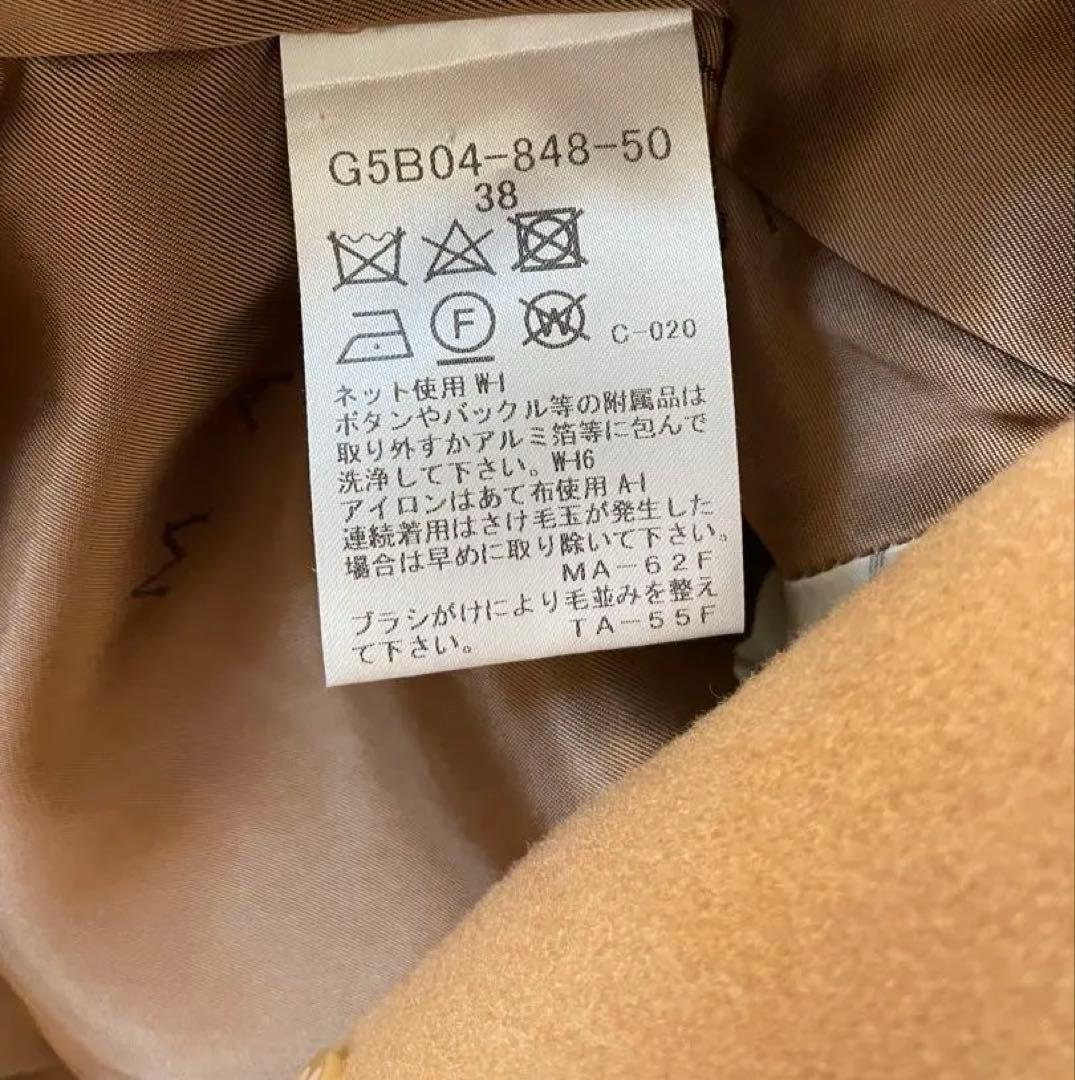 G5B04-848-50
38
F W C-020
ネット使用 W-1
ボタンやバックル等の附属品は
取り外すかアルミ箔等に包んで
洗浄して下さい。W-16
アイロンはあて布使用 A-1
連続着用はさけ毛玉が発生した
場合は早めに取り除いて下さい。
MA-62F
ブラシがけにより毛並みを整え
て下さい。 TA-55F